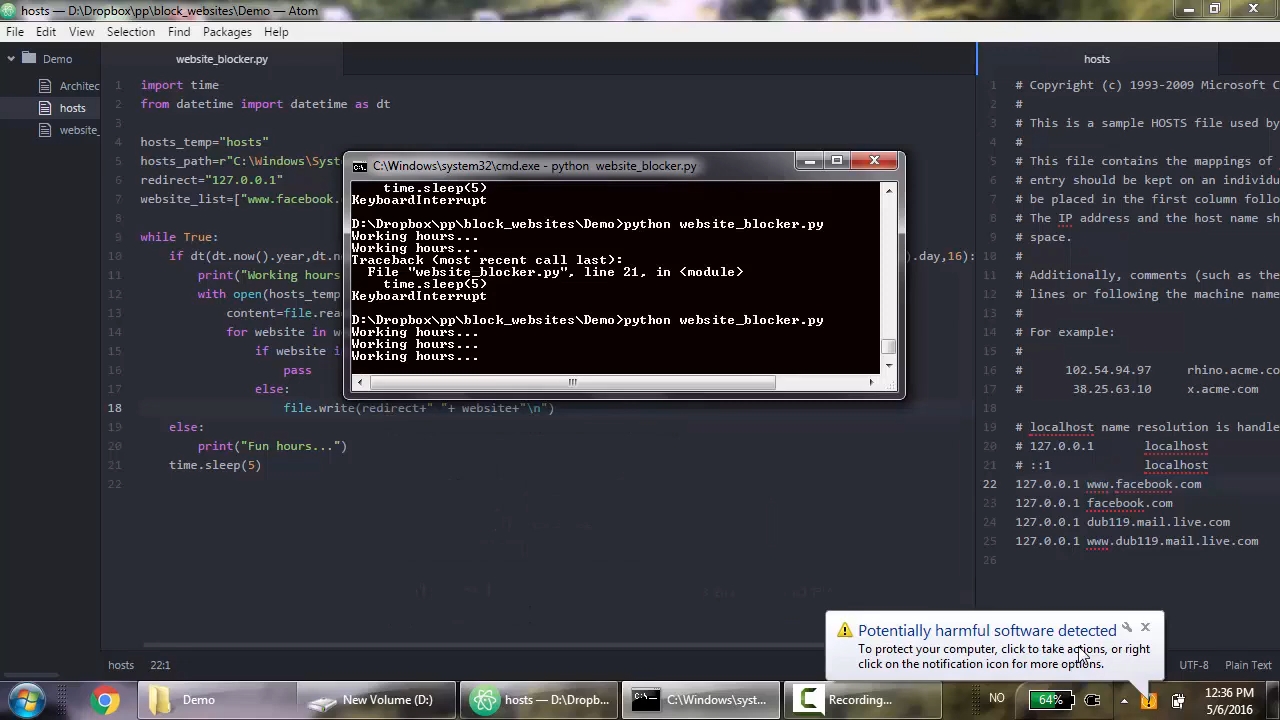 hosts — D:\Dropbox\pp\block_websites\Demo — Atom
File Edit View Selection Find Packages Help
Demo
Architec
hosts
website_
website_blocker.py
1 import time
2 from datetime import datetime as dt
3
4 hosts_temp="hosts"
5 hosts_path=r"C:\Windows\Syst
6 redirect="127.0.0.1"
7 website_list=["www.facebook.
8
9 while True:
10 if dt(dt.now().year,dt.n
.day,16):
11 print("Working hours
12 with open(hosts_temp
13 content=file.rea
14 for website in w
15 if website i
16 pass
17 else:
18 file.write(redirect+" "+ website+"\n")
19 else:
20 print("Fun hours...")
21 time.sleep(5)
22
C:\Windows\system32\cmd.exe - python website_blocker.py
time.sleep(5)
KeyboardInterrupt
D:\Dropbox\pp\block_websites\Demo>python website_blocker.py
Working hours...
Working hours...
Traceback (most recent call last):
File "website_blocker.py", line 21, in <module>
time.sleep(5)
KeyboardInterrupt
D:\Dropbox\pp\block_websites\Demo>python website_blocker.py
Working hours...
Working hours...
Working hours...
hosts
1 # Copyright (c) 1993-2009 Microsoft C
2 #
3 # This is a sample HOSTS file used by
4 #
5 # This file contains the mappings of
6 # entry should be kept on an individu
7 # be placed in the first column follo
8 # The IP address and the host name sh
9 # space.
10 #
11 # Additionally, comments (such as the
12 # lines or following the machine name
13 #
14 # For example:
15 #
16 # 102.54.94.97 rhino.acme.co
17 # 38.25.63.10 x.acme.com
18
19 # localhost name resolution is handle
20 # 127.0.0.1 localhost
21 # ::1 localhost
22 127.0.0.1 www.facebook.com
23 127.0.0.1 facebook.com
24 127.0.0.1 dub119.mail.live.com
25 127.0.0.1 www.dub119.mail.live.com
26
Potentially harmful software detected
To protect your computer, click to take actions, or right
click on the notification icon for more options.
hosts 22:1
UTF-8 Plain Text
Demo
New Volume (D:)
hosts — D:\Dropb...
C:\Windows\syst...
Recording...
NO
64%
12:36 PM
5/6/2016